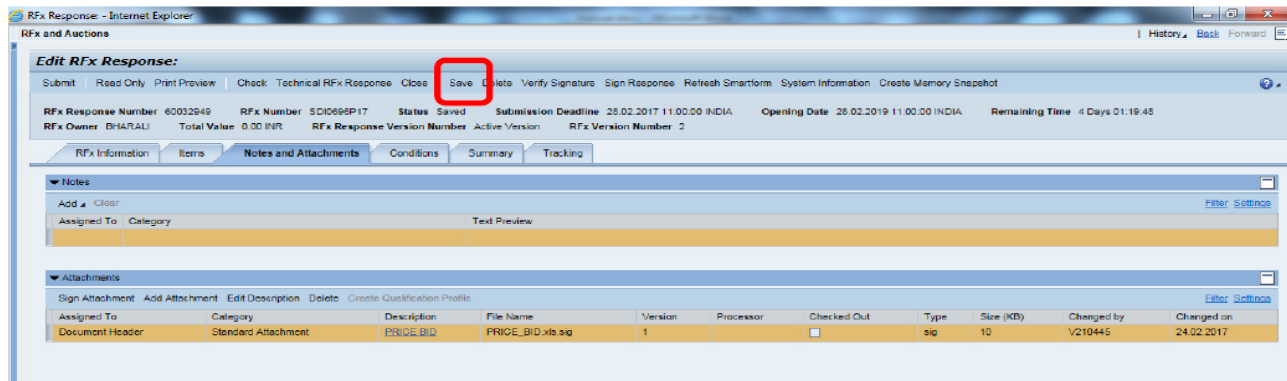 RFx Response: - Internet Explorer
RFx and Auctions
History Back Forward
Edit RFx Response:
Submit Read Only Print Preview Check Technical RFx Response Close Save Delete Verify Signature Sign Response Refresh Smartform System Information Create Memory Snapshot
RFx Response Number 60032949 RFx Number SDI0696P17 Status Saved Submission Deadline 28.02.2017 11:00:00 INDIA Opening Date 28.02.2019 11:00:00 INDIA Remaining Time 4 Days 01:19:48
RFx Owner BHARALI Total Value 0.00 INR RFx Response Version Number Active Version RFx Version Number 2
RFx Information Items Notes and Attachments Conditions Summary Tracking
Notes
Add Clear Filter Settings
Assigned To Category Text Preview
Attachments
Sign Attachment Add Attachment Edit Description Delete Create Qualification Profile Filter Settings
Assigned To Category Description File Name Version Processor Checked Out Type Size (KB) Changed by Changed on
Document Header Standard Attachment PRICE BID PRICE_BID.xls.sig 1 sig 10 V210445 24.02.2017